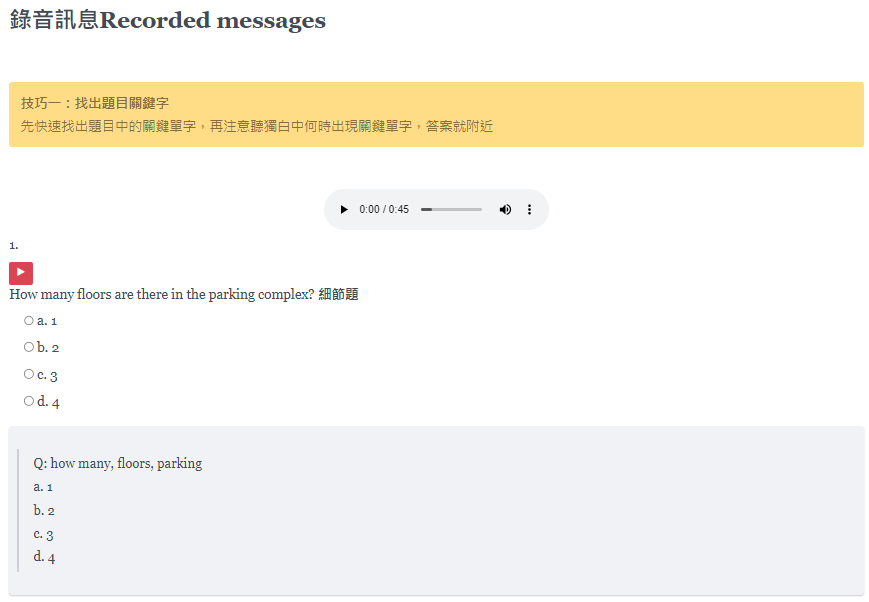 錄音訊息Recorded messages
技巧一：找出題目關鍵字
先快速找出題目中的關鍵單字，再注意聽獨白中何時出現關鍵單字，答案就附近
0:00 / 0:45
1.
How many floors are there in the parking complex? 細節題
a. 1
b. 2
c. 3
d. 4
Q: how many, floors, parking
a. 1
b. 2
c. 3
d. 4